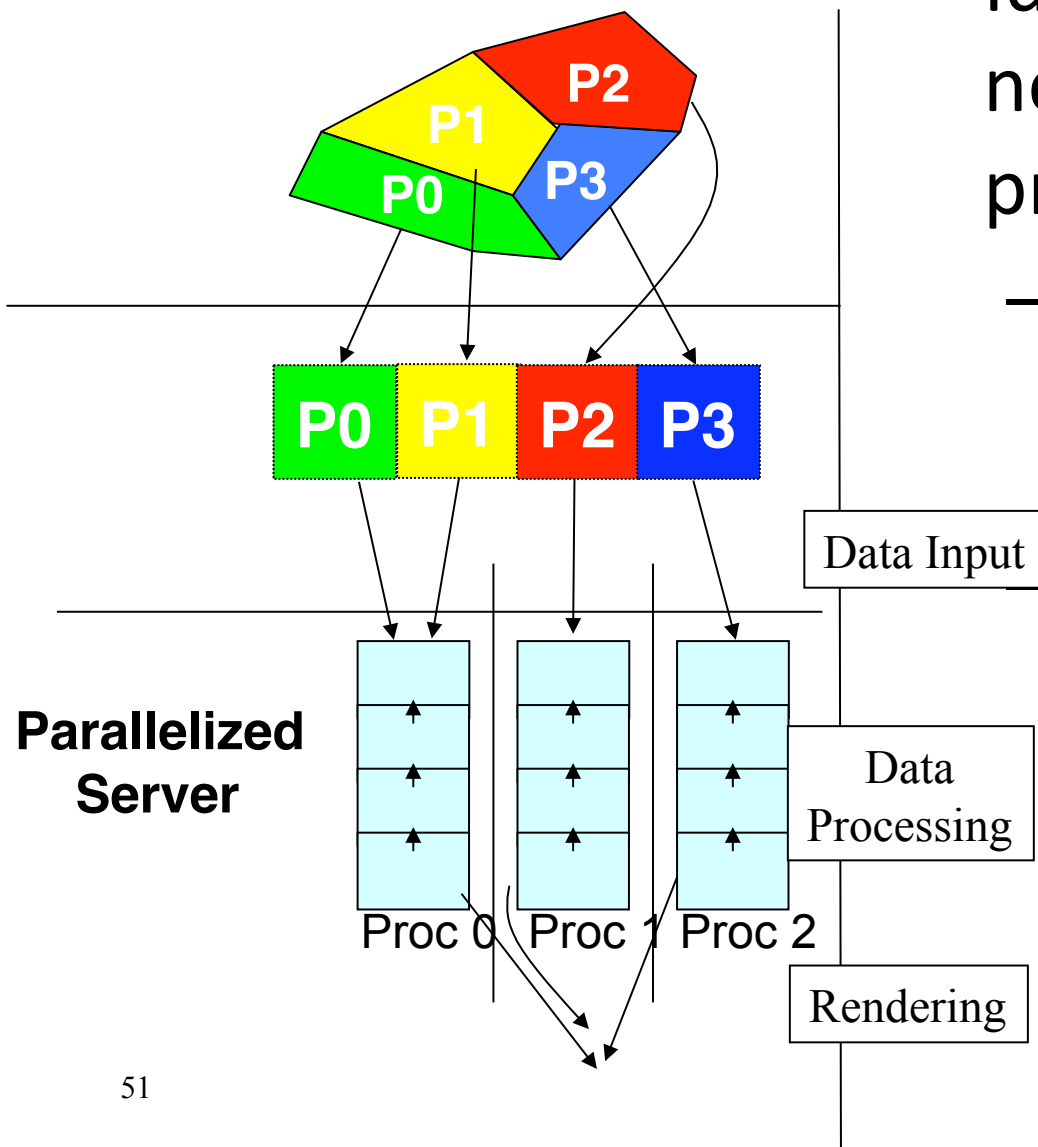 P2
P1
P3
P0
P0 P1 P2 P3
Data Input
Parallelized
Server
Data
Processing
Proc 0 Proc 1 Proc 2
Rendering
51